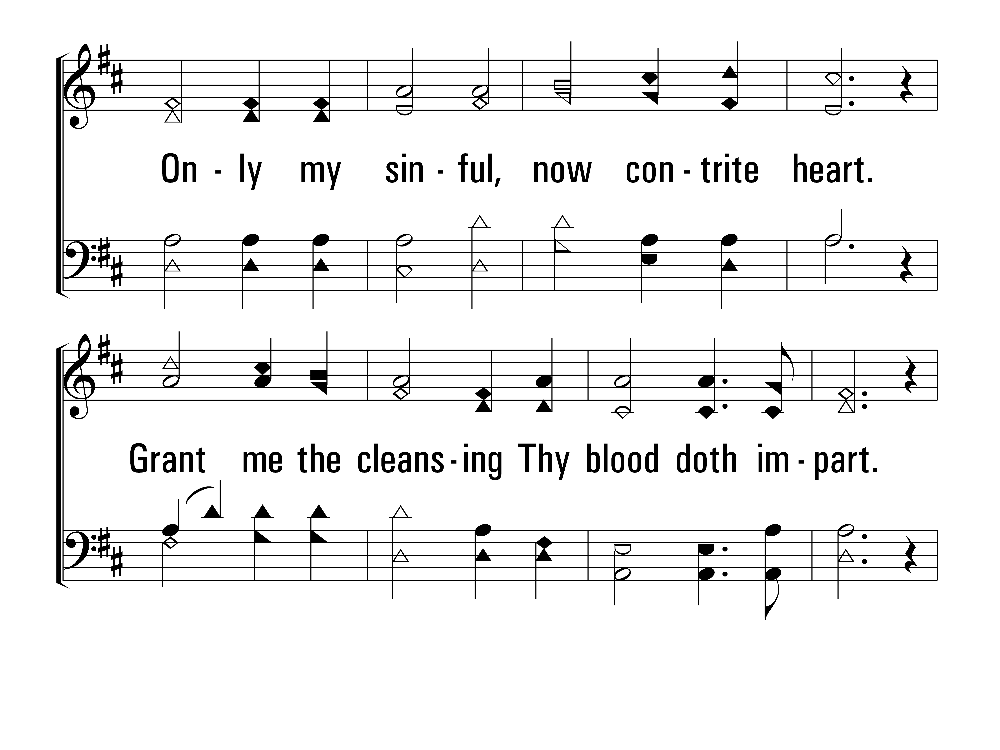 On - ly my sin - ful, now con - trite heart.
Grant me the cleans - ing Thy blood doth im - part.